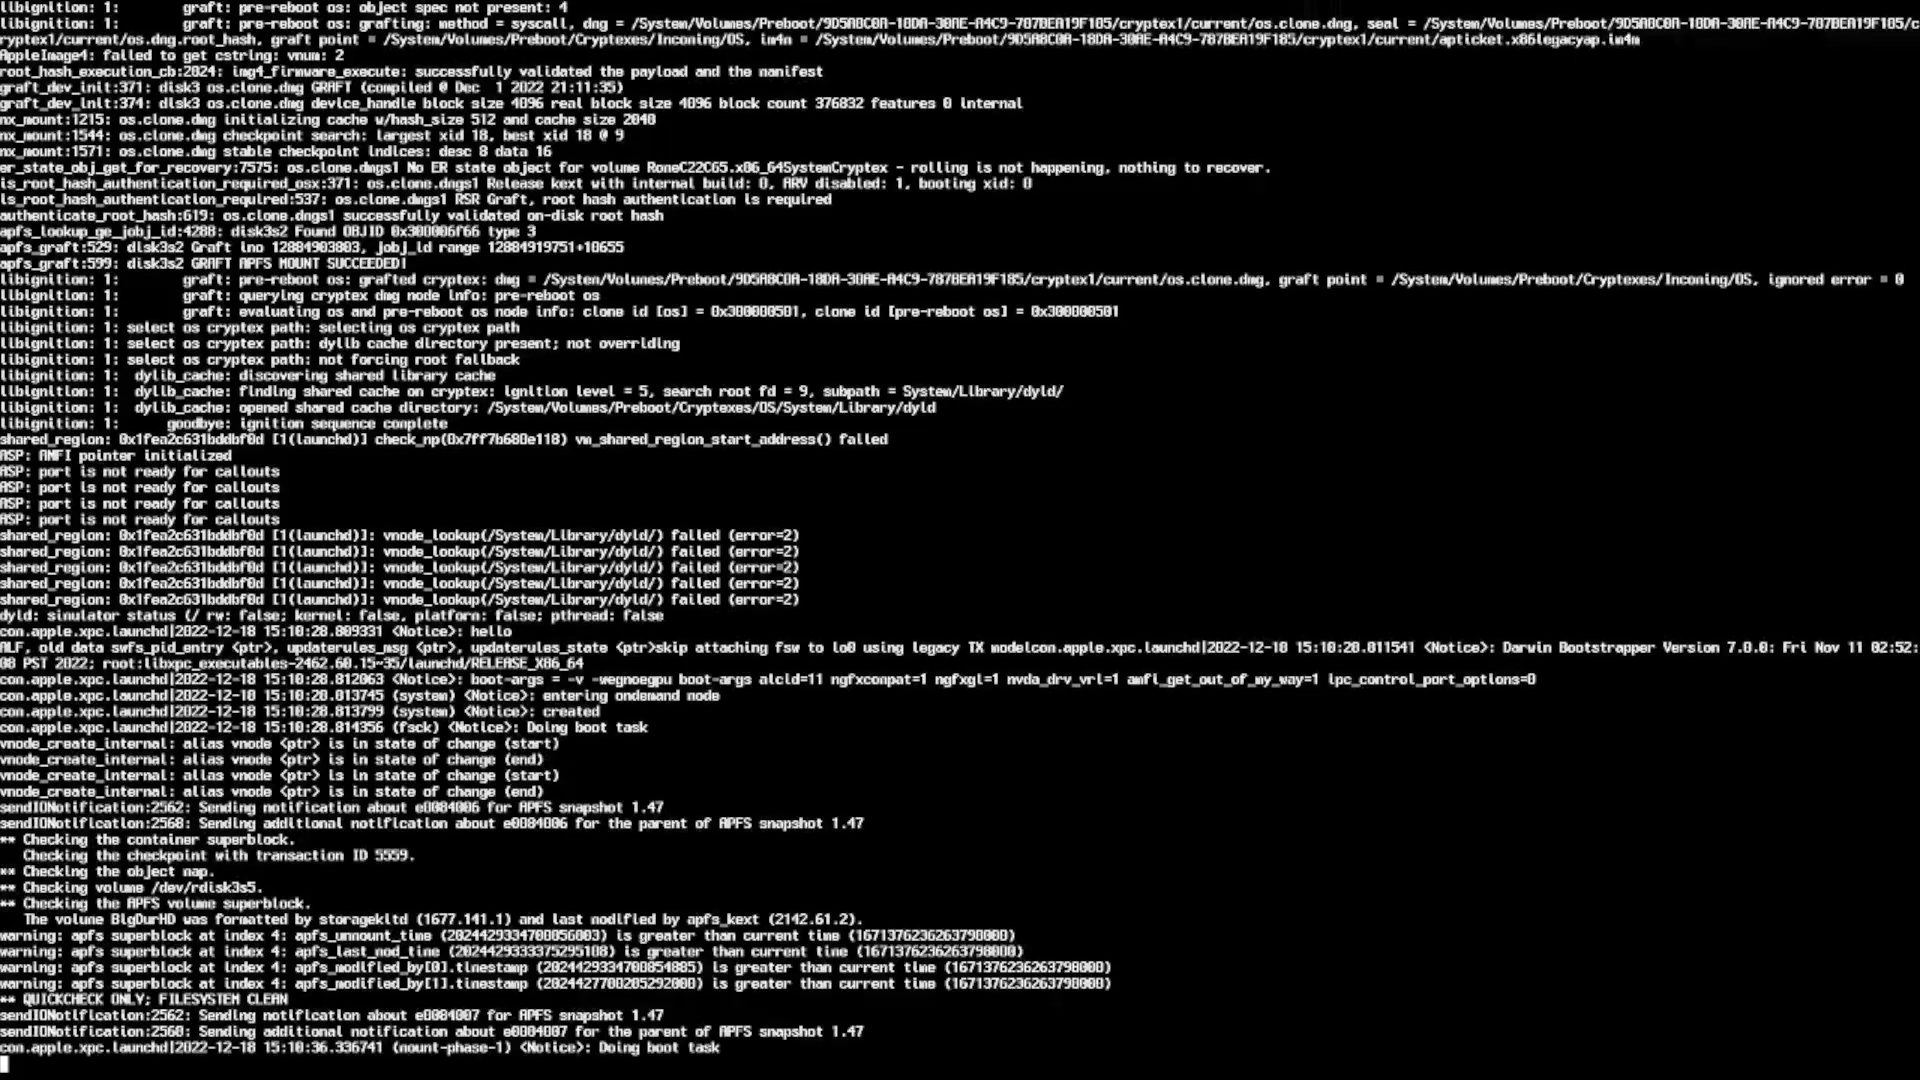 libignition: 1:        graft: pre-reboot os: object spec not present: 4
libignition: 1:        graft: pre-reboot os: grafting: method = syscall, dmg = /System/Volumes/Preboot/9D5A8C0A-18DA-30AE-A4C9-787BEA19F185/cryptex1/current/os.clone.dmg, seal = /System/Volumes/Preboot/9D5A8C0A-18DA-30AE-A4C9-787BEA19F185/c
ryptex1/current/os.dmg.root_hash, graft point = /System/Volumes/Preboot/Cryptexes/Incoming/OS, im4m = /System/Volumes/Preboot/9D5A8C0A-18DA-30AE-A4C9-787BEA19F185/cryptex1/current/apticket.x86legacyap.im4m
AppleImage4: failed to get cstring: vnum: 2
root_hash_execution_cb:2024: img4_firmware_execute: successfully validated the payload and the manifest
graft_dev_init:371: disk3 os.clone.dmg GRAFT (compiled @ Dec  1 2022 21:11:35)
graft_dev_init:374: disk3 os.clone.dmg device_handle block size 4096 real block size 4096 block count 376832 features 0 internal
nx_mount:1215: os.clone.dmg initializing cache w/hash_size 512 and cache size 2048
nx_mount:1544: os.clone.dmg checkpoint search: largest xid 18, best xid 18 @ 9
nx_mount:1571: os.clone.dmg stable checkpoint indices: desc 8 data 16
er_state_obj_get_for_recovery:7575: os.clone.dmgs1 No ER state object for volume RomeC22C65.x86_64SystemCryptex - rolling is not happening, nothing to recover.
is_root_hash_authentication_required_osx:371: os.clone.dmgs1 Release kext with internal build: 0, ARV disabled: 1, booting xid: 0
is_root_hash_authentication_required:537: os.clone.dmgs1 RSR Graft, root hash authentication is required
authenticate_root_hash:619: os.clone.dmgs1 successfully validated on-disk root hash
apfs_lookup_ge_jobj_id:4288: disk3s2 Found OBJID 0x300006f66 type 3
apfs_graft:529: disk3s2 Graft ino 12884903803, jobj_id range 12884919751+10655
apfs_graft:599: disk3s2 GRAFT APFS MOUNT SUCCEEDED!
libignition: 1:        graft: pre-reboot os: grafted cryptex: dmg = /System/Volumes/Preboot/9D5A8C0A-18DA-30AE-A4C9-787BEA19F185/cryptex1/current/os.clone.dmg, graft point = /System/Volumes/Preboot/Cryptexes/Incoming/OS, ignored error = 0
libignition: 1:        graft: querying cryptex dmg node info: pre-reboot os
libignition: 1:        graft: evaluating os and pre-reboot os node info: clone id [os] = 0x300000501, clone id [pre-reboot os] = 0x300000501
libignition: 1: select os cryptex path: selecting os cryptex path
libignition: 1: select os cryptex path: dylib cache directory present; not overriding
libignition: 1: select os cryptex path: not forcing root fallback
libignition: 1:  dylib_cache: discovering shared library cache
libignition: 1:  dylib_cache: finding shared cache on cryptex: ignition level = 5, search root fd = 9, subpath = System/Library/dyld/
libignition: 1:  dylib_cache: opened shared cache directory: /System/Volumes/Preboot/Cryptexes/OS/System/Library/dyld
libignition: 1:      goodbye: ignition sequence complete
shared_region: 0x1fea2c631bddbf0d [1(launchd)] check_np(0x7ff7b680e118) vm_shared_region_start_address() failed
ASP: AMFI pointer initialized
ASP: port is not ready for callouts
ASP: port is not ready for callouts
ASP: port is not ready for callouts
ASP: port is not ready for callouts
shared_region: 0x1fea2c631bddbf0d [1(launchd)]: vnode_lookup(/System/Library/dyld/) failed (error=2)
shared_region: 0x1fea2c631bddbf0d [1(launchd)]: vnode_lookup(/System/Library/dyld/) failed (error=2)
shared_region: 0x1fea2c631bddbf0d [1(launchd)]: vnode_lookup(/System/Library/dyld/) failed (error=2)
shared_region: 0x1fea2c631bddbf0d [1(launchd)]: vnode_lookup(/System/Library/dyld/) failed (error=2)
shared_region: 0x1fea2c631bddbf0d [1(launchd)]: vnode_lookup(/System/Library/dyld/) failed (error=2)
dyld: simulator status (/ rw: false; kernel: false, platform: false; pthread: false
com.apple.xpc.launchd|2022-12-18 15:10:28.809331 <Notice>: hello
ALF, old data swfs_pid_entry <ptr>, updaterules_msg <ptr>, updaterules_state <ptr>skip attaching fsw to lo0 using legacy TX modelcom.apple.xpc.launchd|2022-12-18 15:10:28.811541 <Notice>: Darwin Bootstrapper Version 7.0.0: Fri Nov 11 02:52:
08 PST 2022; root:libxpc_executables-2462.60.15~35/launchd/RELEASE_X86_64
com.apple.xpc.launchd|2022-12-18 15:10:28.812063 <Notice>: boot-args = -v -wegnoegpu boot-args alcid=11 ngfxcompat=1 ngfxgl=1 nvda_drv_vrl=1 amfi_get_out_of_my_way=1 ipc_control_port_options=0
com.apple.xpc.launchd|2022-12-18 15:10:28.813745 (system) <Notice>: entering ondemand mode
com.apple.xpc.launchd|2022-12-18 15:10:28.813799 (system) <Notice>: created
com.apple.xpc.launchd|2022-12-18 15:10:28.814356 (fsck) <Notice>: Doing boot task
vnode_create_internal: alias vnode <ptr> is in state of change (start)
vnode_create_internal: alias vnode <ptr> is in state of change (end)
vnode_create_internal: alias vnode <ptr> is in state of change (start)
vnode_create_internal: alias vnode <ptr> is in state of change (end)
sendIONotification:2562: Sending notification about e0084006 for APFS snapshot 1.47
sendIONotification:2568: Sending additional notification about e0084006 for the parent of APFS snapshot 1.47
** Checking the container superblock.
   Checking the checkpoint with transaction ID 5559.
** Checking the object map.
** Checking volume /dev/rdisk3s5.
** Checking the APFS volume superblock.
   The volume BigDurHD was formatted by storagekitd (1677.141.1) and last modified by apfs_kext (2142.61.2).
warning: apfs superblock at index 4: apfs_unmount_time (2024429334700056003) is greater than current time (1671376236263798000)
warning: apfs superblock at index 4: apfs_last_mod_time (2024429333375295108) is greater than current time (1671376236263798000)
warning: apfs superblock at index 4: apfs_modified_by[0].timestamp (2024429334700854885) is greater than current time (1671376236263798000)
warning: apfs superblock at index 4: apfs_modified_by[1].timestamp (2024427700205292000) is greater than current time (1671376236263798000)
** QUICKCHECK ONLY; FILESYSTEM CLEAN
sendIONotification:2562: Sending notification about e0084007 for APFS snapshot 1.47
sendIONotification:2568: Sending additional notification about e0084007 for the parent of APFS snapshot 1.47
com.apple.xpc.launchd|2022-12-18 15:10:36.336741 (mount-phase-1) <Notice>: Doing boot task